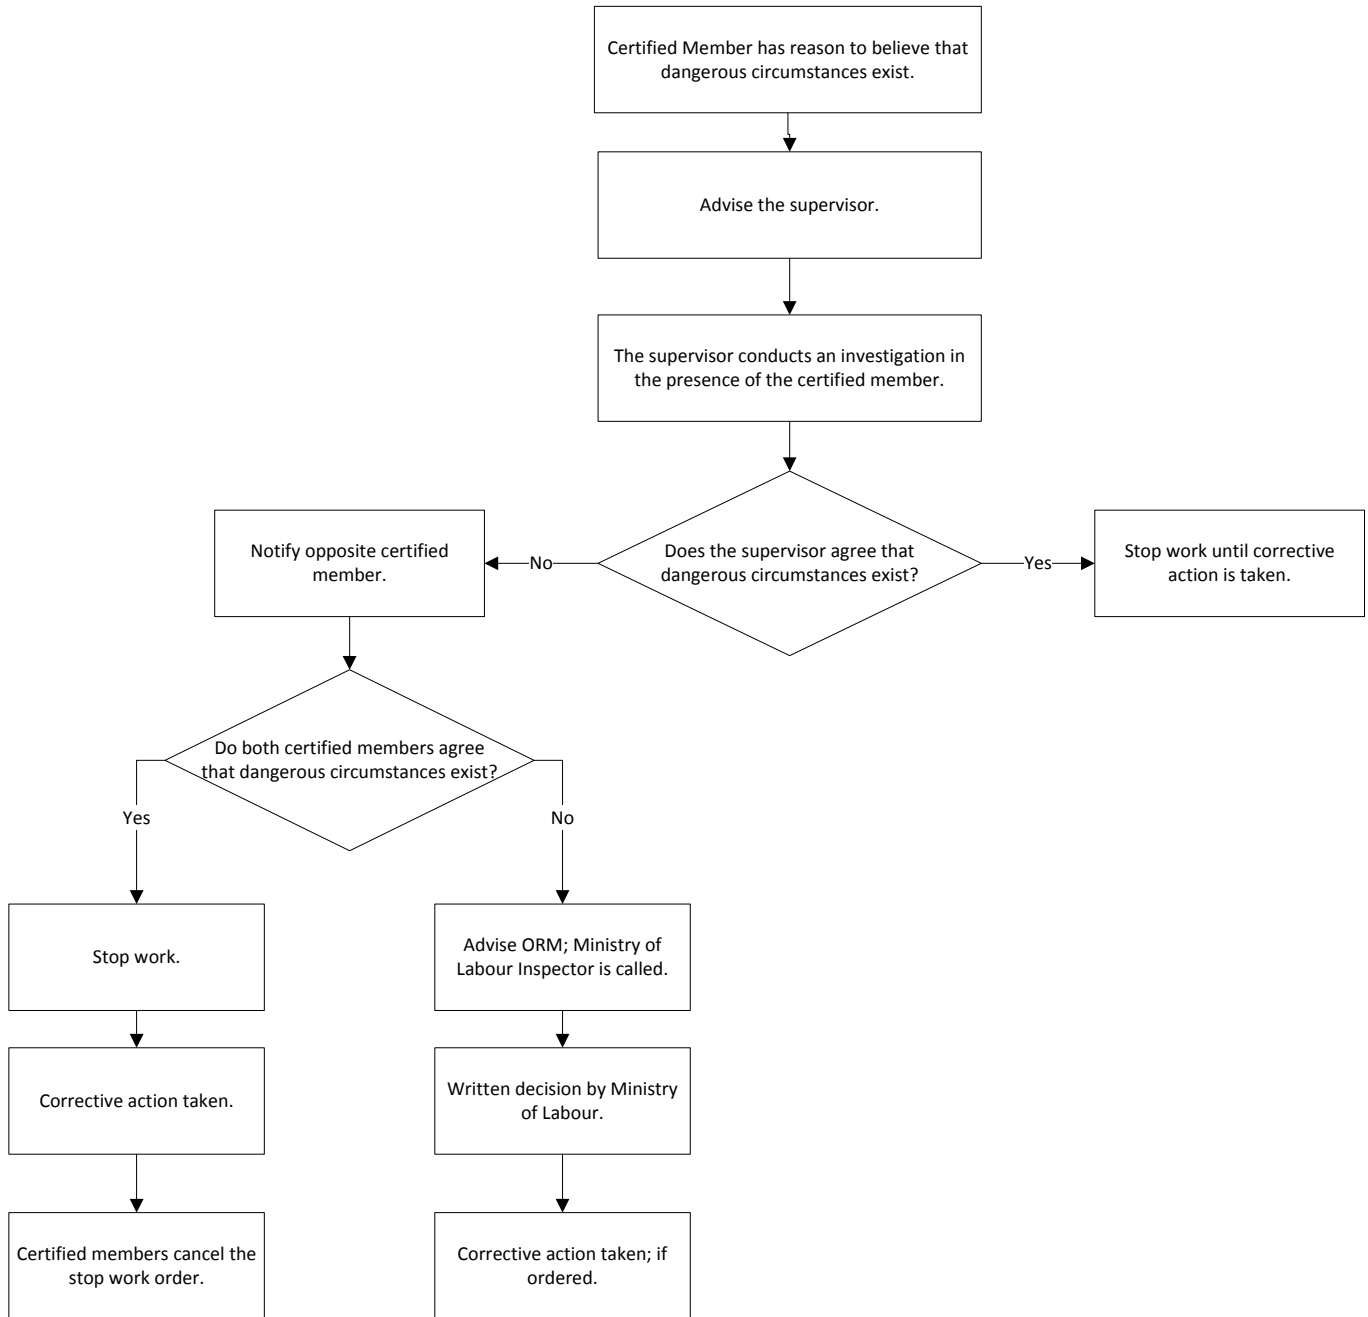 Certified Member has reason to believe that
dangerous circumstances exist.
Advise the supervisor.
The supervisor conducts an investigation in
the presence of the certified member.
Does the supervisor agree that
dangerous circumstances exist?
No
Yes
Notify opposite certified
member.
Stop work until corrective
action is taken.
Do both certified members agree
that dangerous circumstances exist?
Yes
No
Stop work.
Advise ORM; Ministry of
Labour Inspector is called.
Corrective action taken.
Written decision by Ministry
of Labour.
Certified members cancel the
stop work order.
Corrective action taken; if
ordered.